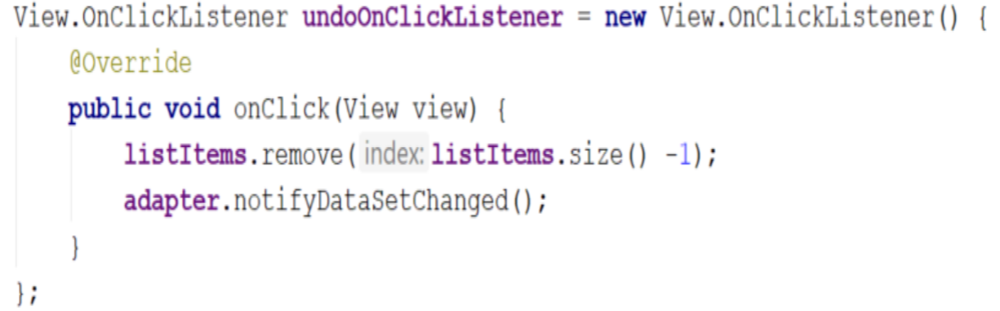 View.OnClickListener undoOnClickListener = new View.OnClickListener() {
@Override
public void onClick(View view) {
listItems.remove( index: listItems.size() -1);
adapter.notifyDataSetChanged();
}
};